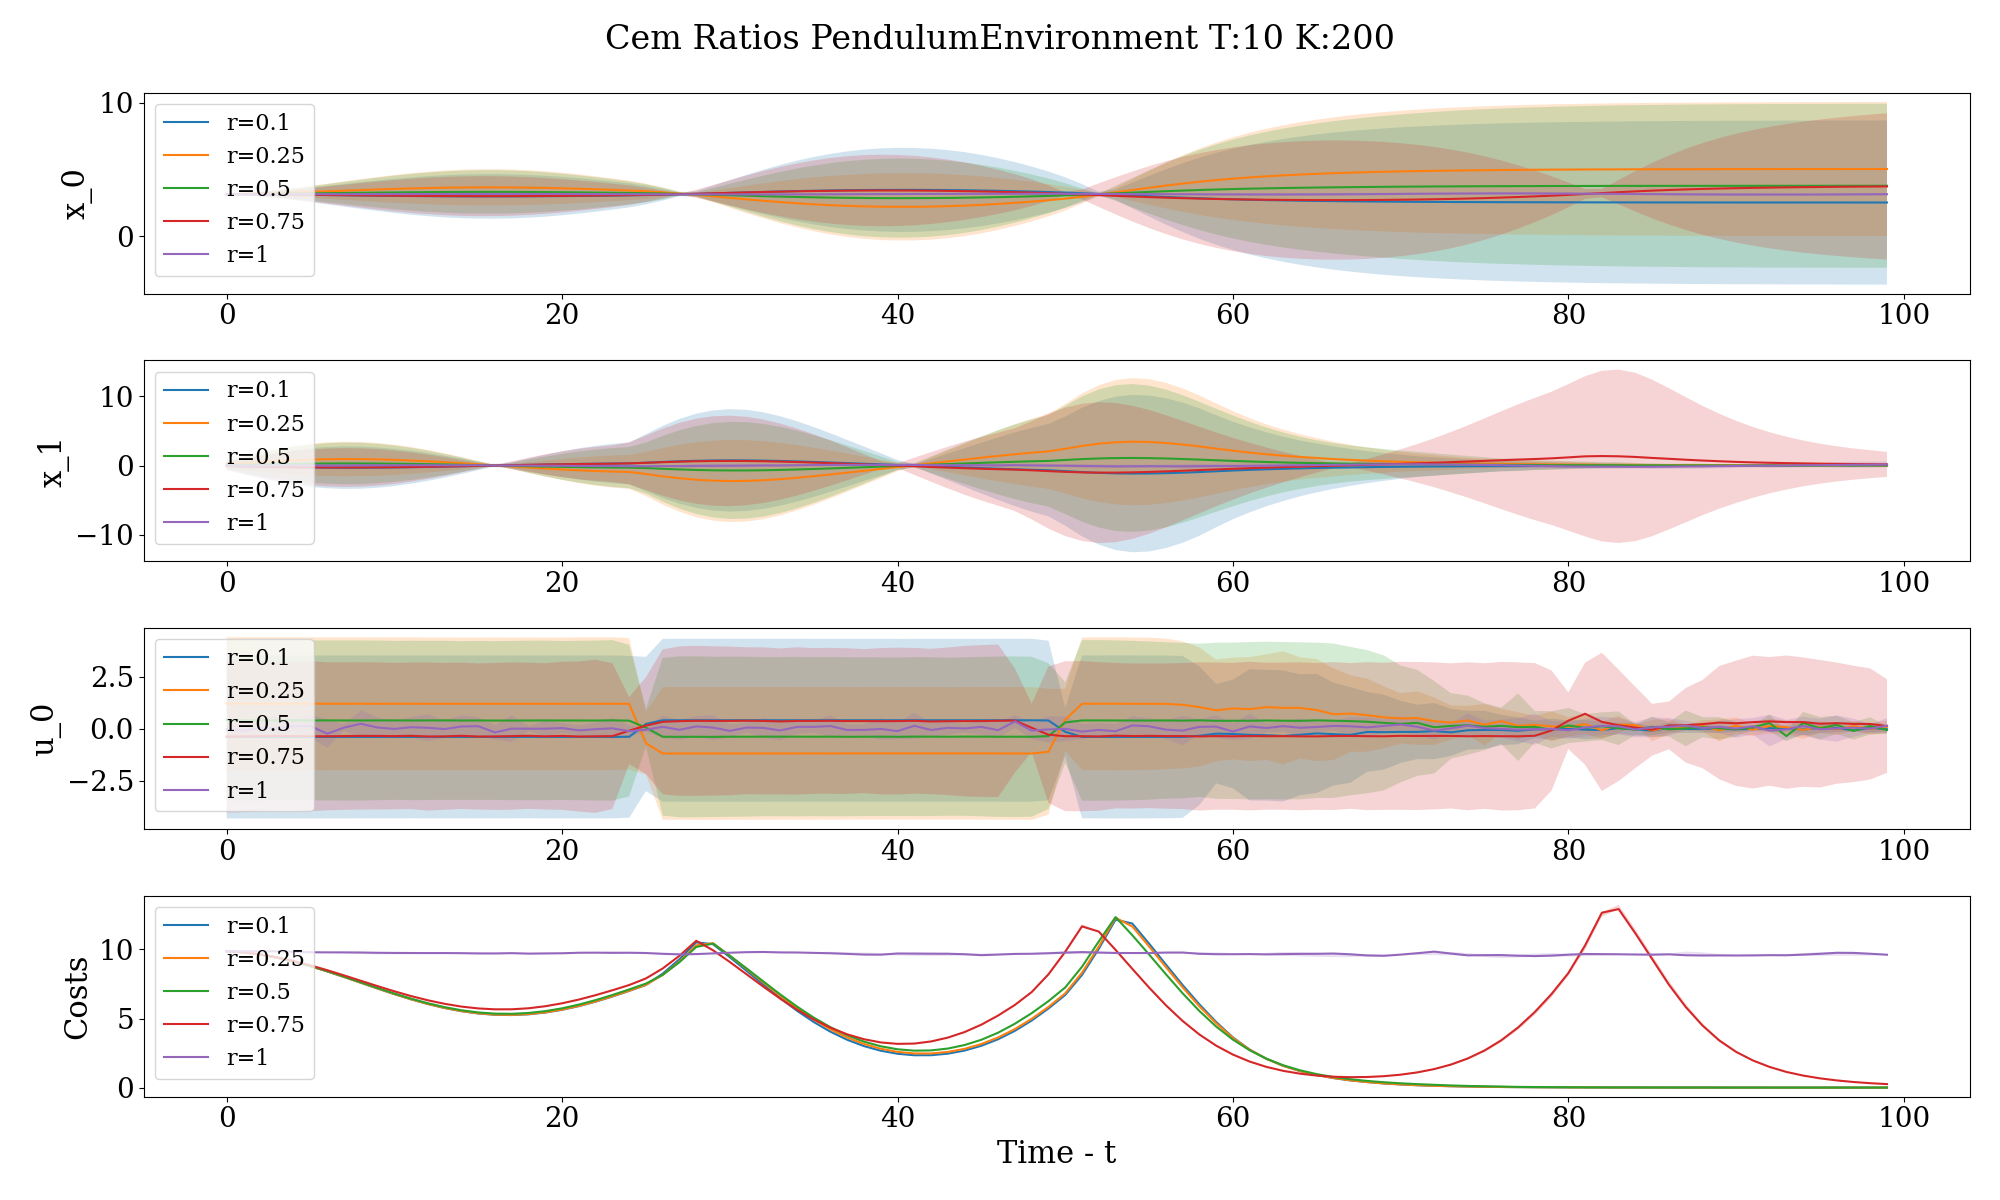 Cem Ratios PendulumEnvironment T:10 K:200
10
0
x_0
r=0.1
r=0.25
r=0.5
r=0.75
r=1
0 20 40 60 80 100
10
0
−10
x_1
r=0.1
r=0.25
r=0.5
r=0.75
r=1
0 20 40 60 80 100
2.5
0.0
−2.5
u_0
r=0.1
r=0.25
r=0.5
r=0.75
r=1
0 20 40 60 80 100
10
5
0
Costs
r=0.1
r=0.25
r=0.5
r=0.75
r=1
0 20 40 60 80 100
Time - t